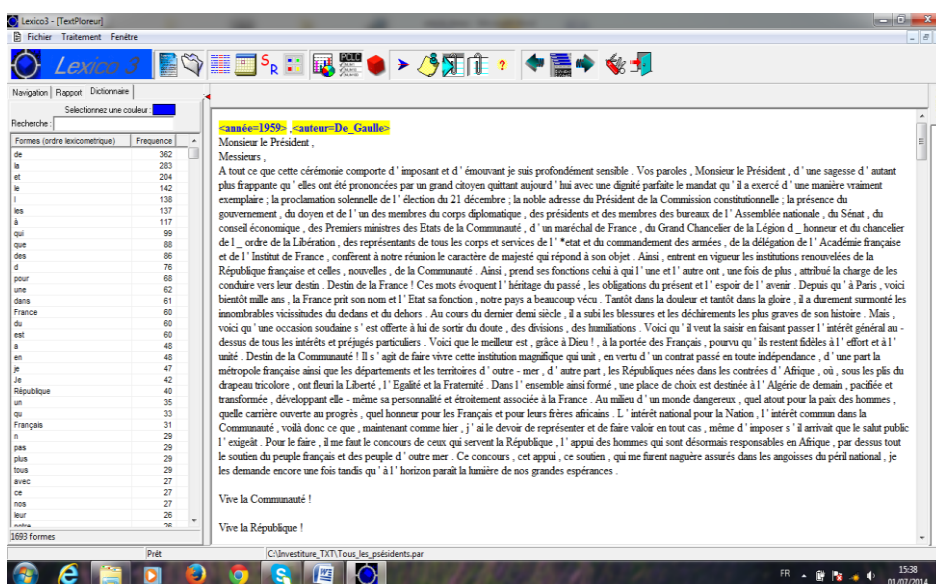 Lexico3 - [TextPloreur]
Fichier Traitement Fenêtre
Lexico 3
Navigation Rapport Dictionnaire
Selectionnez une couleur :
Recherche :
Formes (ordre lexicometrique) Frequence
de 362
la 283
et 204
le 142
l 138
les 137
à 117
qui 99
que 88
des 86
d 76
pour 68
une 62
dans 61
France 60
du 60
est 60
a 48
en 48
je 47
Je 42
République 40
un 35
qu 33
Français 31
n 29
pas 29
plus 29
tous 29
avec 27
ce 27
nos 27
leur 26
notre 26
1693 formes
<année=1959> ,<auteur=De_Gaulle>
Monsieur le Président ,
Messieurs ,
A tout ce que cette cérémonie comporte d ' imposant et d ' émouvant je suis profondément sensible . Vos paroles , Monsieur le Président , d ' une sagesse d ' autant
plus frappante qu ' elles ont été prononcées par un grand citoyen quittant aujourd ' hui avec une dignité parfaite le mandat qu ' il a exercé d ' une manière vraiment
exemplaire ; la proclamation solennelle de l ' élection du 21 décembre ; la noble adresse du Président de la Commission constitutionnelle ; la présence du
gouvernement , du doyen et de l ' un des membres du corps diplomatique , des présidents et des membres des bureaux de l ' Assemblée nationale , du Sénat , du
conseil économique , des Premiers ministres des Etats de la Communauté , d ' un maréchal de France , du Grand Chancelier de la Légion d _ honneur et du chancelier
de l _ ordre de la Libération , des représentants de tous les corps et services de l ' *etat et du commandement des armées , de la délégation de l ' Académie française
et de l ' Institut de France , confèrent à notre réunion le caractère de majesté qui répond à son objet . Ainsi , entrent en vigueur les institutions renouvelées de la
République française et celles , nouvelles , de la Communauté . Ainsi , prend ses fonctions celui à qui l ' une et l ' autre ont , une fois de plus , attribué la charge de les
conduire vers leur destin . Destin de la France ! Ces mots évoquent l ' héritage du passé , les obligations du présent et l ' espoir de l ' avenir . Depuis qu ' à Paris , voici
bientôt mille ans , la France prit son nom et l ' Etat sa fonction , notre pays a beaucoup vécu . Tantôt dans la douleur et tantôt dans la gloire , il a durement surmonté les
innombrables vicissitudes du dedans et du dehors . Au cours du dernier demi siècle , il a subi les blessures et les déchirements les plus graves de son histoire . Mais ,
voici qu ' une occasion soudaine s ' est offerte à lui de sortir du doute , des divisions , des humiliations . Voici qu ' il veut la saisir en faisant passer l ' intérêt général au -
dessus de tous les intérêts et préjugés particuliers . Voici que le meilleur est , grâce à Dieu ! , à la portée des Français , pourvu qu ' ils restent fidèles à l ' effort et à l '
unité . Destin de la Communauté ! Il s ' agit de faire vivre cette institution magnifique qui unit , en vertu d ' un contrat passé en toute indépendance , d ' une part la
métropole française ainsi que les départements et les territoires d ' outre - mer , d ' autre part , les Républiques nées dans les contrées d ' Afrique , où , sous les plis du
drapeau tricolore , ont fleuri la Liberté , l ' Egalité et la Fraternité . Dans l ' ensemble ainsi formé , une place de choix est destinée à l ' Algérie de demain , pacifiée et
transformée , développant elle - même sa personnalité et étroitement associée à la France . Au milieu d ' un monde dangereux , quel atout pour la paix des hommes ,
quelle carrière ouverte au progrès , quel honneur pour les Français et pour leurs frères africains . L ' intérêt national pour la Nation , l ' intérêt commun dans la
Communauté , voilà donc ce que , maintenant comme hier , j ' ai le devoir de représenter et de faire valoir en tout cas , même d ' imposer s ' il arrivait que le salut public
l ' exigeât . Pour le faire , il me faut le concours de ceux qui servent la République , l ' appui des hommes qui sont désormais responsables en Afrique , par dessus tout
le soutien du peuple français et des peuple d ' outre mer . Ce concours , cet appui , ce soutien , qui me furent naguère assurés dans les angoisses du péril national , je
les demande encore une fois tandis qu ' à l ' horizon paraît la lumière de nos grandes espérances .
Vive la Communauté !
Vive la République !
Prêt C:\Investiture_TXT\Tous_les_psésidents.par
FR 15:38
01/07/2014